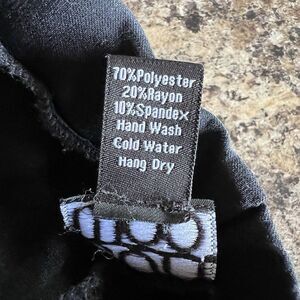 70%Polyester
20%Rayon
10%Spandex
Hand Wash
Cold Water
Hang Dry